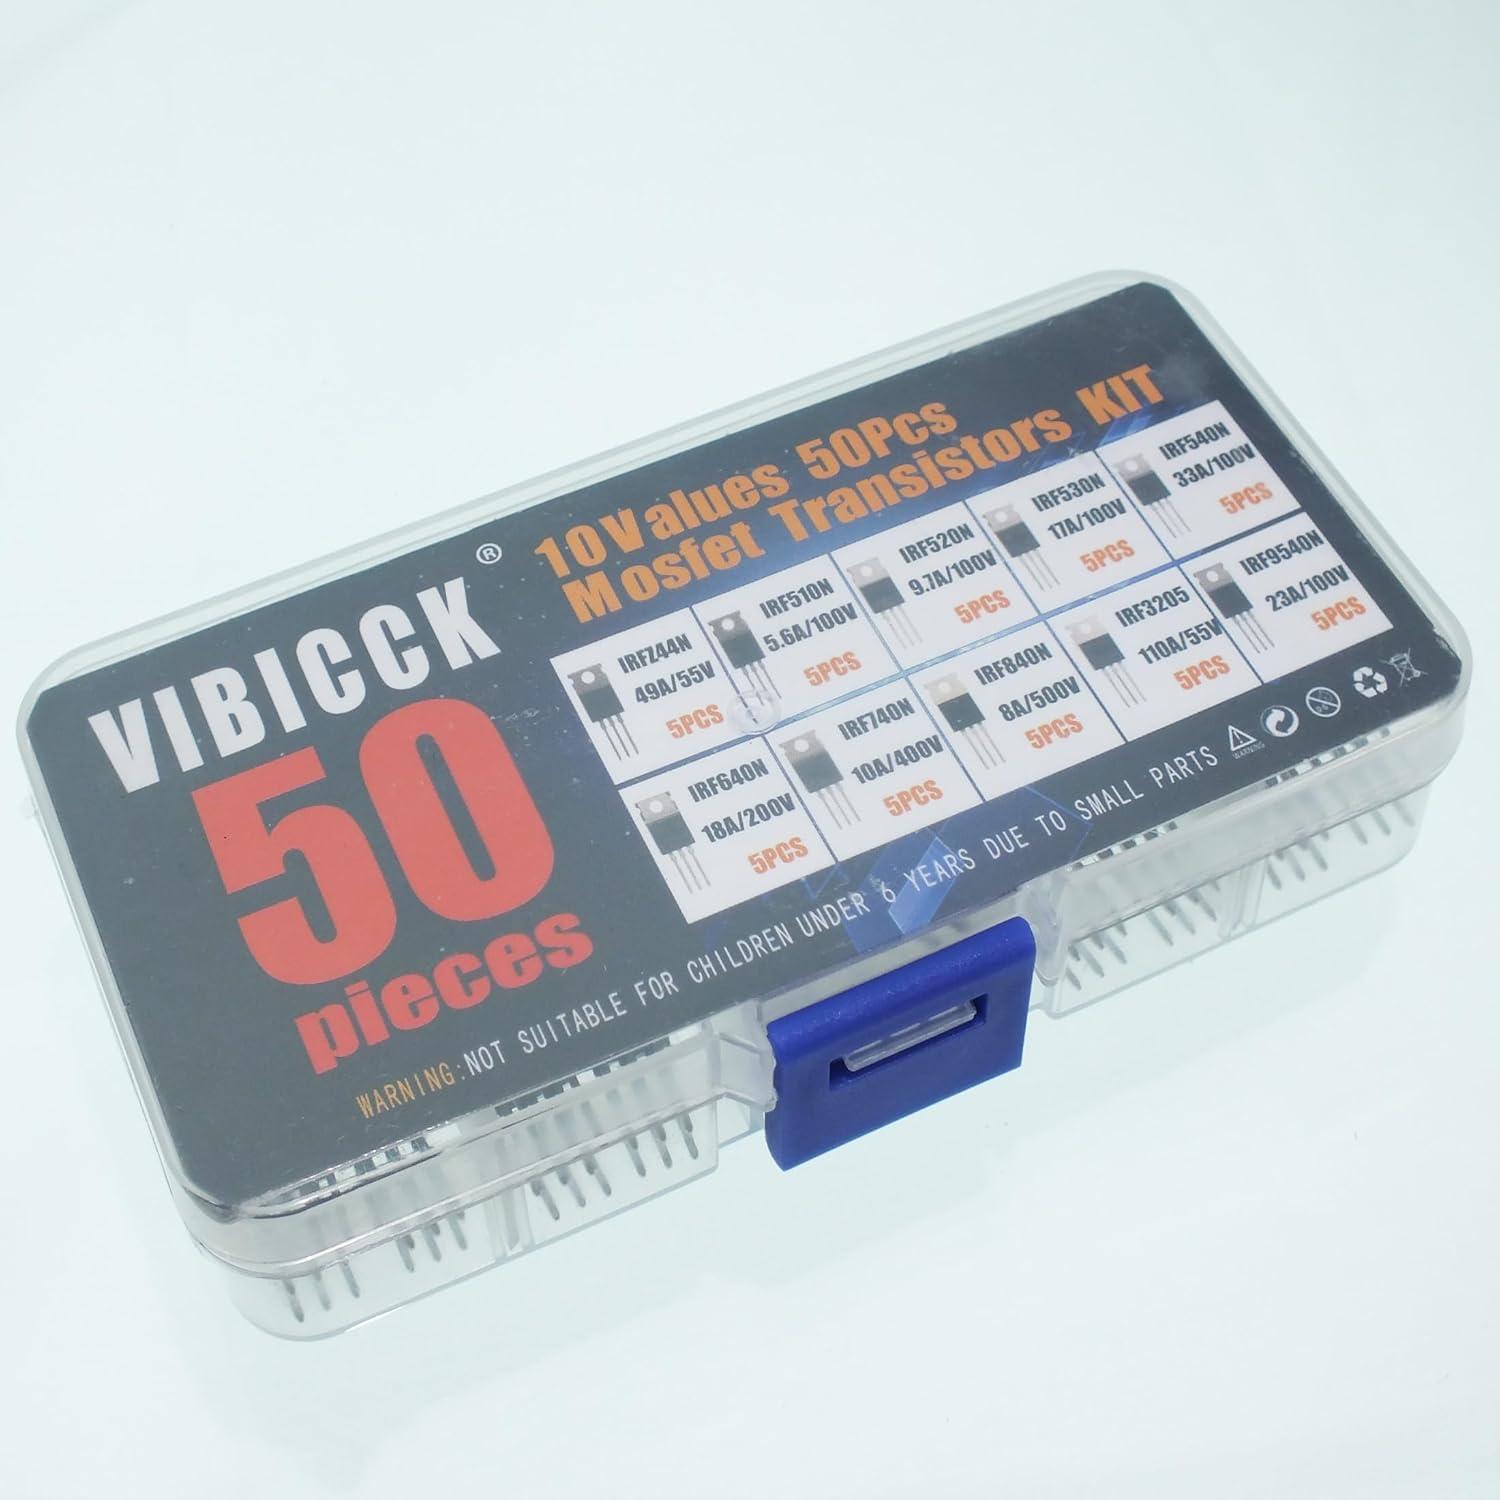 VIBICCK®
50
pieces
10Values 50Pcs
Mosfet Transistors KIT
IRFZ44N
49A/55V
5PCS
IRF510N
5.6A/100V
5PCS
IRF520N
9.7A/100V
5PCS
IRF530N
17A/100V
5PCS
IRF540N
33A/100V
5PCS
IRF640N
18A/200V
5PCS
IRF740N
10A/400V
5PCS
IRF840N
8A/500V
5PCS
IRF3205
110A/55V
5PCS
IRF9540N
23A/100V
5PCS
WARNING:NOT SUITABLE FOR CHILDREN UNDER 6 YEARS DUE TO SMALL PARTS
WARNING